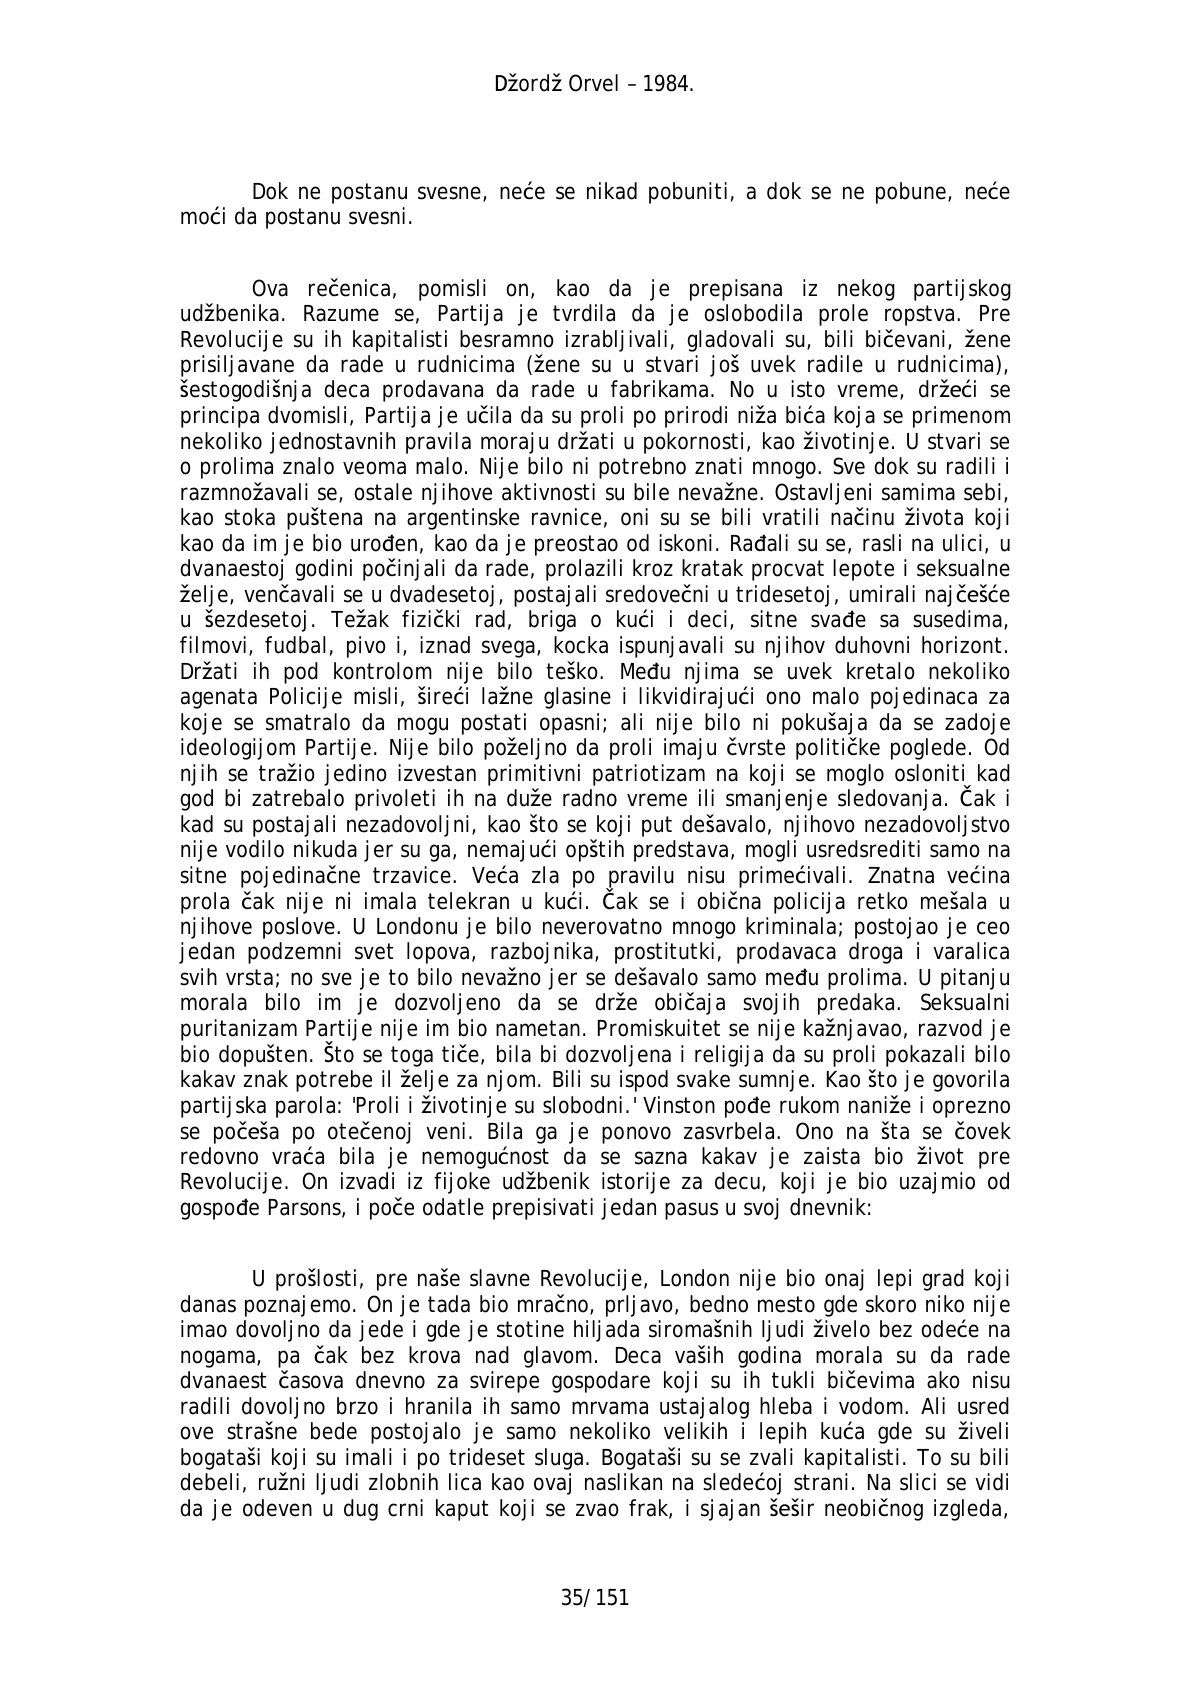 Džordž Orvel – 1984.
Dok ne postanu svesne, neće se nikad pobuniti, a dok se ne pobune, neće
moći da postanu svesni.
Ova rečenica, pomisli on, kao da je prepisana iz nekog partijskog
udžbenika. Razume se, Partija je tvrdila da je oslobodila prole ropstva. Pre
Revolucije su ih kapitalisti besramno izrabljivali, gladovali su, bili bičevani, žene
prisiljavane da rade u rudnicima (žene su u stvari još uvek radile u rudnicima),
šestogodišnja deca prodavana da rade u fabrikama. No u isto vreme, držeći se
principa dvomisli, Partija je učila da su proli po prirodi niža bića koja se primenom
nekoliko jednostavnih pravila moraju držati u pokornosti, kao životinje. U stvari se
o prolima znalo veoma malo. Nije bilo ni potrebno znati mnogo. Sve dok su radili i
razmnožavali se, ostale njihove aktivnosti su bile nevažne. Ostavljeni samima sebi,
kao stoka puštena na argentinske ravnice, oni su se bili vratili načinu života koji
kao da im je bio urođen, kao da je preostao od iskoni. Rađali su se, rasli na ulici, u
dvanaestoj godini počinjali da rade, prolazili kroz kratak procvat lepote i seksualne
želje, venčavali se u dvadesetoj, postajali sredovečni u tridesetoj, umirali najčešće
u šezdesetoj. Težak fizički rad, briga o kući i deci, sitne svađe sa susedima,
filmovi, fudbal, pivo i, iznad svega, kocka ispunjavali su njihov duhovni horizont.
Držati ih pod kontrolom nije bilo teško. Među njima se uvek kretalo nekoliko
agenata Policije misli, šireći lažne glasine i likvidirajući ono malo pojedinaca za
koje se smatralo da mogu postati opasni; ali nije bilo ni pokušaja da se zadoje
ideologijom Partije. Nije bilo poželjno da proli imaju čvrste političke poglede. Od
njih se tražio jedino izvestan primitivni patriotizam na koji se moglo osloniti kad
god bi zatrebalo privoleti ih na duže radno vreme ili smanjenje sledovanja. Čak i
kad su postajali nezadovoljni, kao što se koji put dešavalo, njihovo nezadovoljstvo
nije vodilo nikuda jer su ga, nemajući opštih predstava, mogli usredsrediti samo na
sitne pojedinačne trzavice. Veća zla po pravilu nisu primećivali. Znatna većina
prola čak nije ni imala telekran u kući. Čak se i obična policija retko mešala u
njihove poslove. U Londonu je bilo neverovatno mnogo kriminala; postojao je ceo
jedan podzemni svet lopova, razbojnika, prostitutki, prodavaca droga i varalica
svih vrsta; no sve je to bilo nevažno jer se dešavalo samo među prolima. U pitanju
morala bilo im je dozvoljeno da se drže običaja svojih predaka. Seksualni
puritanizam Partije nije im bio nametan. Promiskuitet se nije kažnjavao, razvod je
bio dopušten. Što se toga tiče, bila bi dozvoljena i religija da su proli pokazali bilo
kakav znak potrebe il želje za njom. Bili su ispod svake sumnje. Kao što je govorila
partijska parola: 'Proli i životinje su slobodni.' Vinston pođe rukom naniže i oprezno
se počeša po otečenoj veni. Bila ga je ponovo zasvrbela. Ono na šta se čovek
redovno vraća bila je nemogućnost da se sazna kakav je zaista bio život pre
Revolucije. On izvadi iz fijoke udžbenik istorije za decu, koji je bio uzajmio od
gospođe Parsons, i poče odatle prepisivati jedan pasus u svoj dnevnik:
U prošlosti, pre naše slavne Revolucije, London nije bio onaj lepi grad koji
danas poznajemo. On je tada bio mračno, prljavo, bedno mesto gde skoro niko nije
imao dovoljno da jede i gde je stotine hiljada siromašnih ljudi živelo bez odeće na
nogama, pa čak bez krova nad glavom. Deca vaših godina morala su da rade
dvanaest časova dnevno za svirepe gospodare koji su ih tukli bičevima ako nisu
radili dovoljno brzo i hranila ih samo mrvama ustajalog hleba i vodom. Ali usred
ove strašne bede postojalo je samo nekoliko velikih i lepih kuća gde su živeli
bogataši koji su imali i po trideset sluga. Bogataši su se zvali kapitalisti. To su bili
debeli, ružni ljudi zlobnih lica kao ovaj naslikan na sledećoj strani. Na slici se vidi
da je odeven u dug crni kaput koji se zvao frak, i sjajan šešir neobičnog izgleda,
35/151